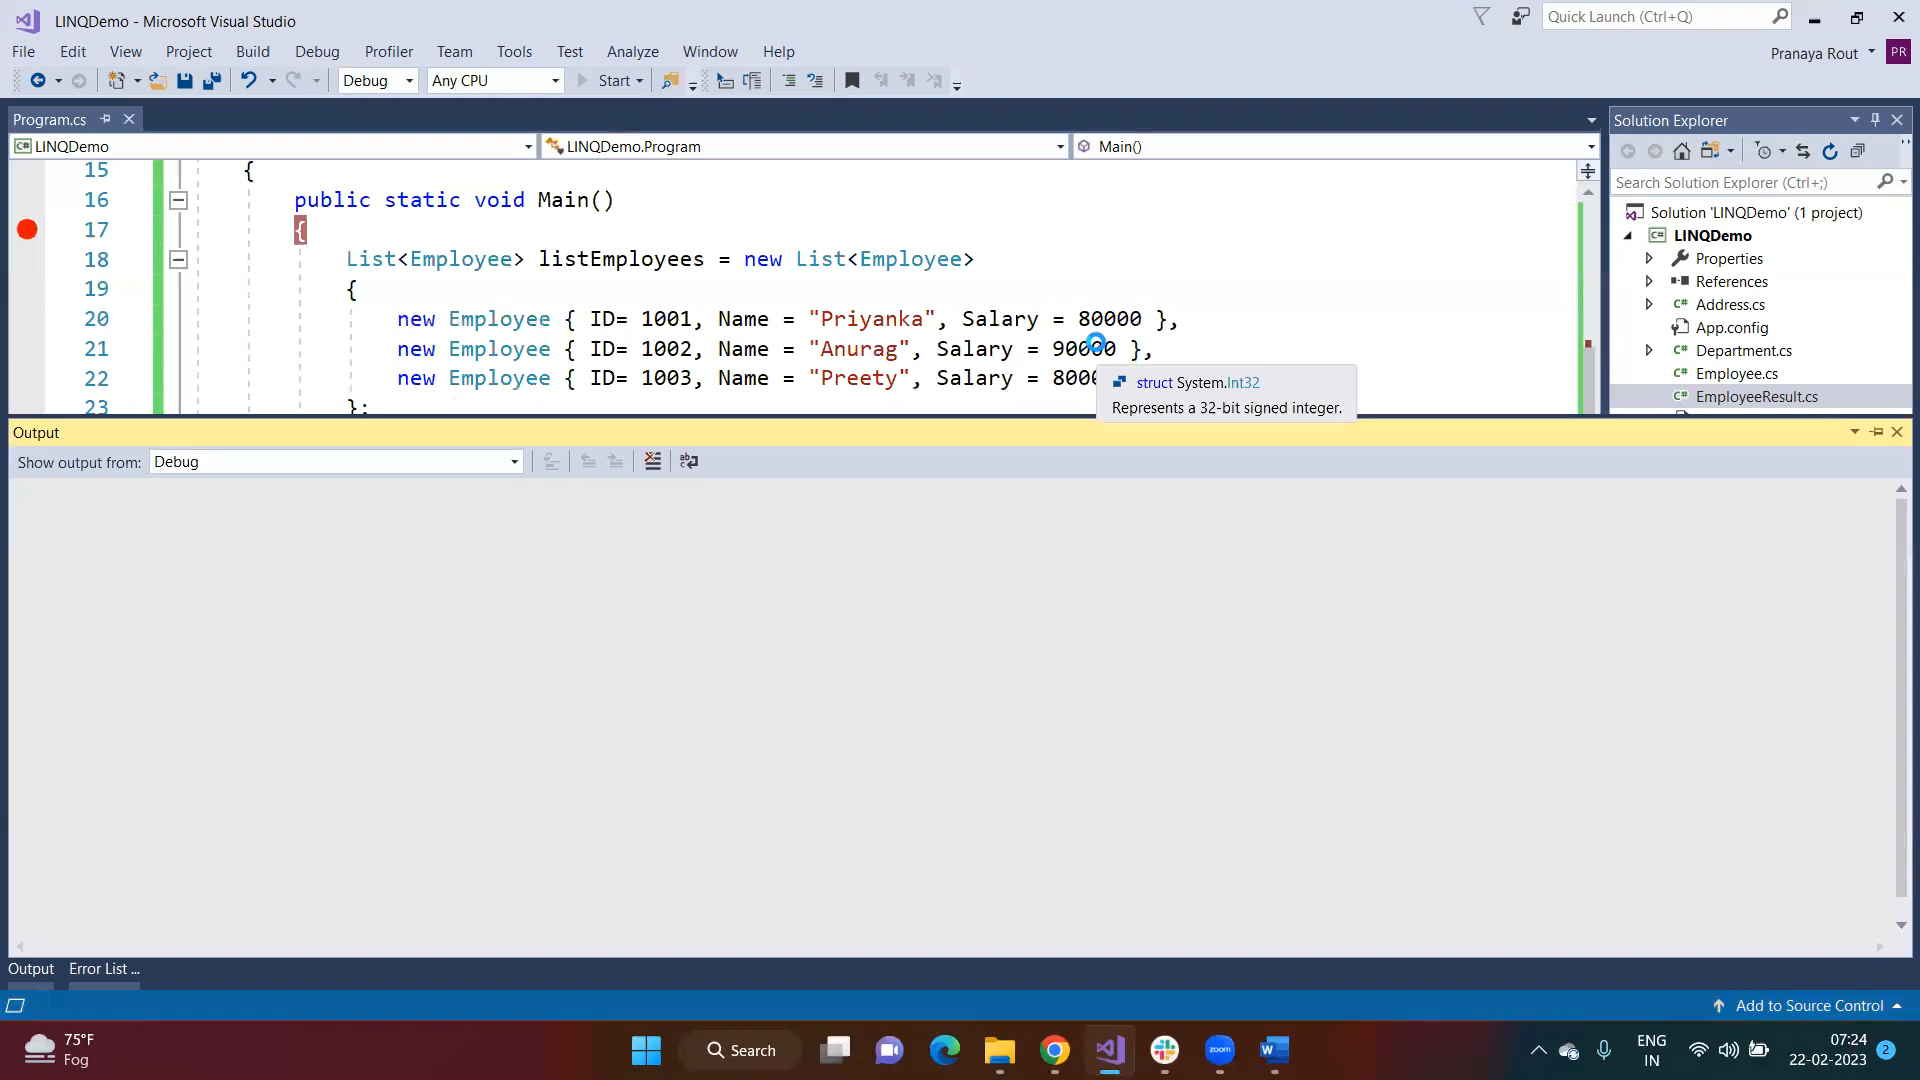 LINQDemo - Microsoft Visual Studio
Quick Launch (Ctrl+Q)
File Edit View Project Build Debug Profiler Team Tools Test Analyze Window Help
Pranaya Rout PR
Debug Any CPU Start
Program.cs
LINQDemo LINQDemo.Program Main()
15 {
16 public static void Main()
17 {
18 List<Employee> listEmployees = new List<Employee>
19 {
20 new Employee { ID= 1001, Name = "Priyanka", Salary = 80000 },
21 new Employee { ID= 1002, Name = "Anurag", Salary = 90000 },
22 new Employee { ID= 1003, Name = "Preety", Salary = 8000
23 };
struct System.Int32
Represents a 32-bit signed integer.
Solution Explorer
Search Solution Explorer (Ctrl+;)
Solution 'LINQDemo' (1 project)
C# LINQDemo
Properties
References
C# Address.cs
App.config
C# Department.cs
C# Employee.cs
C# EmployeeResult.cs
Output
Show output from: Debug
Output Error List ...
Add to Source Control
75°F
Fog
Search
zoom
ENG
IN
07:24
22-02-2023
2